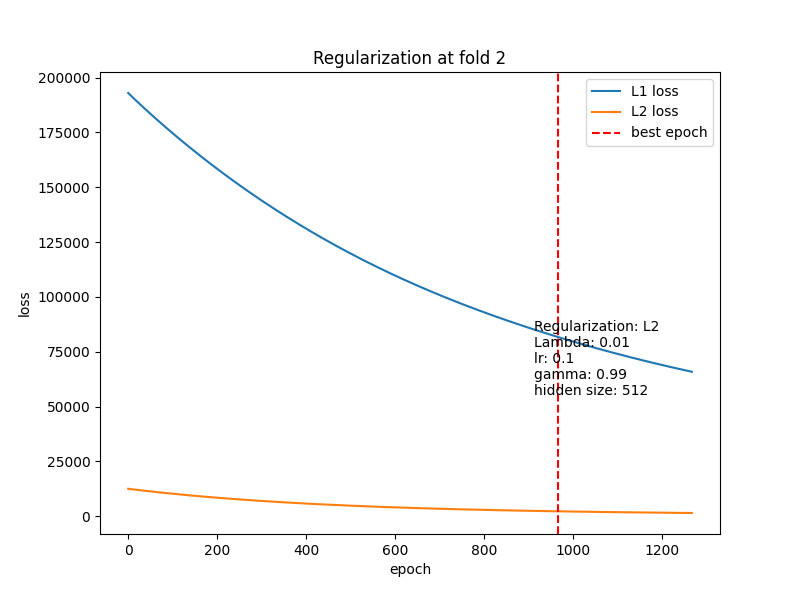 Regularization at fold 2
200000
175000
150000
125000
100000
75000
50000
25000
0
loss
L1 loss
L2 loss
best epoch
Regularization: L2
Lambda: 0.01
lr: 0.1
gamma: 0.99
hidden size: 512
0 200 400 600 800 1000 1200
epoch